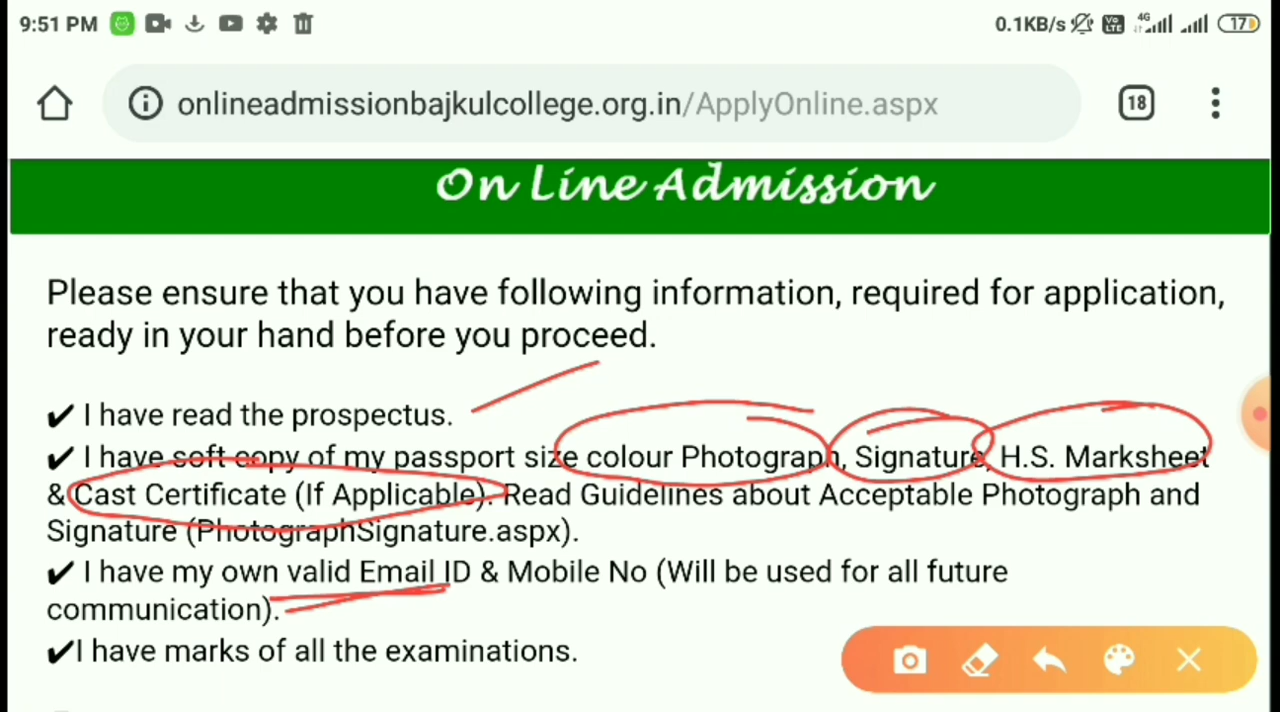 9:51 PM
0.1KB/s
Vo LTE
4G
17
onlineadmissionbajkulcollege.org.in/ApplyOnline.aspx
18
On Line Admission
Please ensure that you have following information, required for application,
ready in your hand before you proceed.
✔ I have read the prospectus.
✔ I have soft copy of my passport size colour Photograph, Signature, H.S. Marksheet
& Cast Certificate (If Applicable). Read Guidelines about Acceptable Photograph and
Signature (PhotographSignature.aspx).
✔ I have my own valid Email ID & Mobile No (Will be used for all future
communication).
✔I have marks of all the examinations.